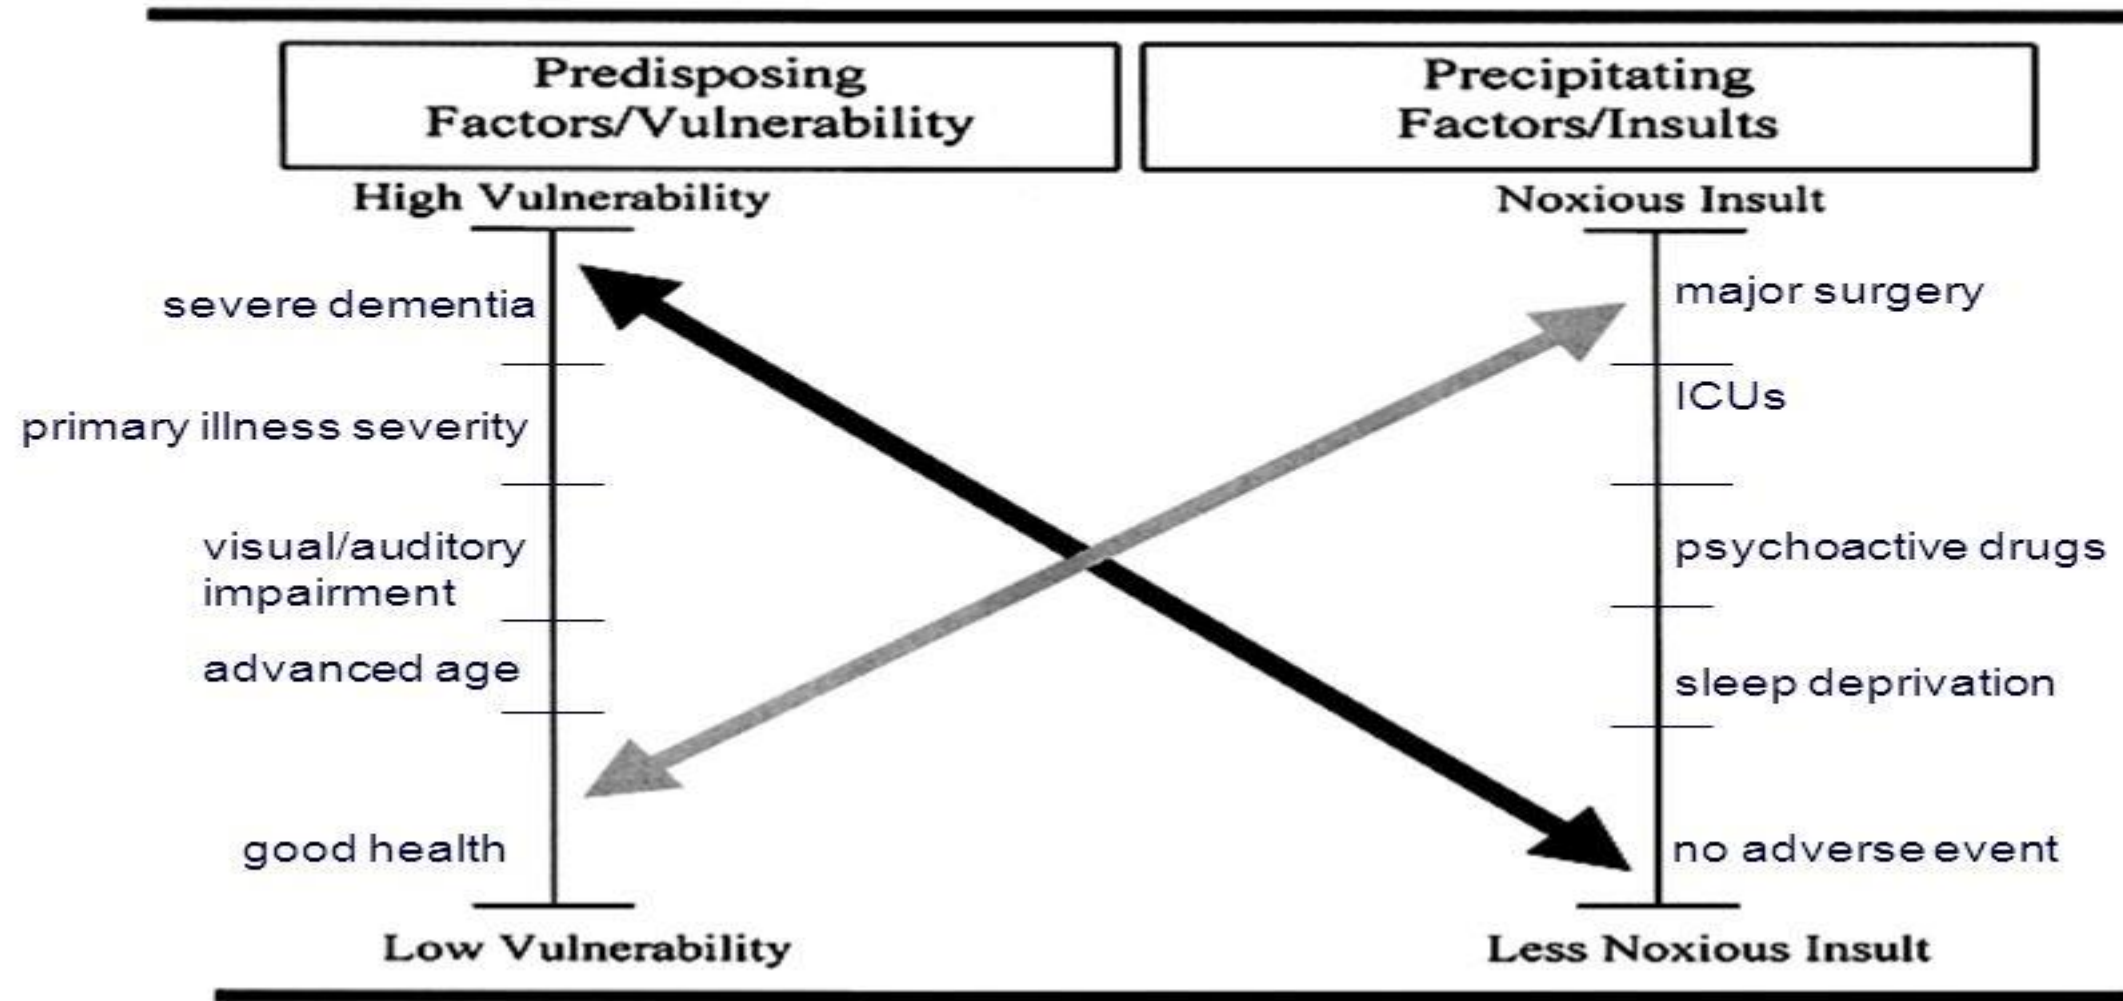 Predisposing
Factors/Vulnerability
Precipitating
Factors/Insults
High Vulnerability
Noxious Insult
severe dementia
primary illness severity
visual/auditory
impairment
advanced age
good health
Low Vulnerability
major surgery
ICUs
psychoactive drugs
sleep deprivation
no adverse event
Less Noxious Insult